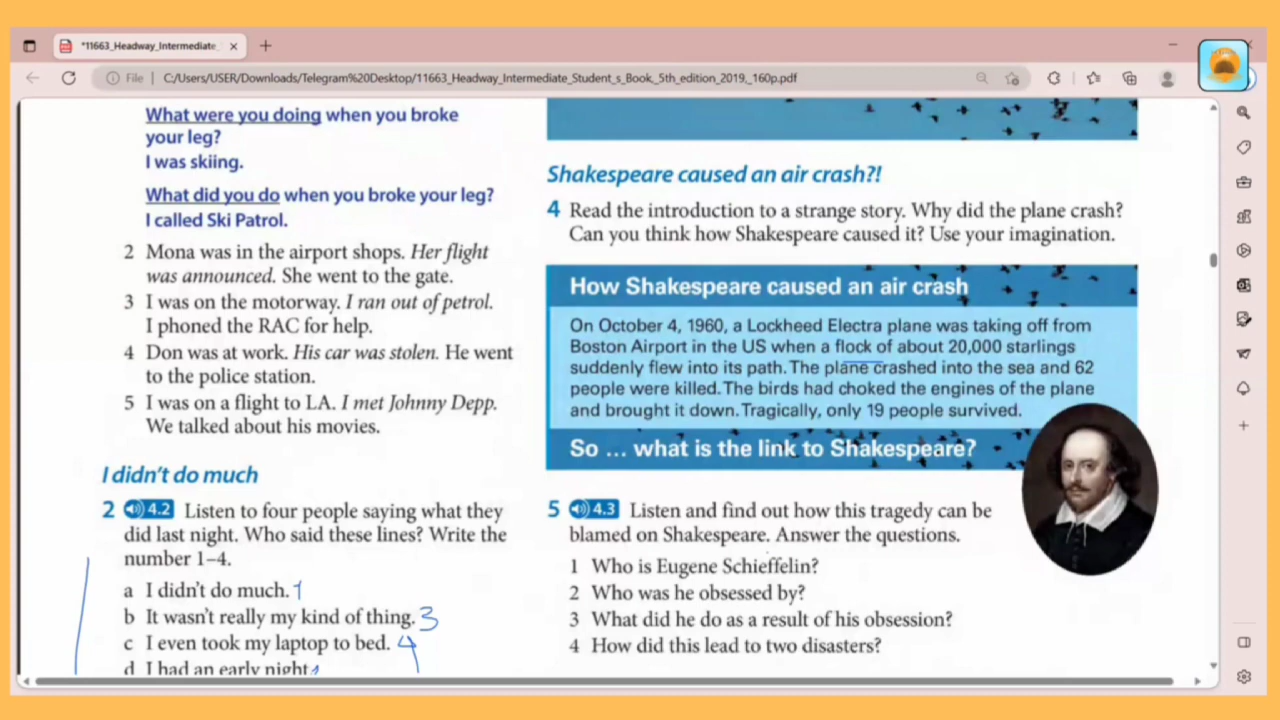 *11663_Headway_Intermediate_
File
C:/Users/USER/Downloads/Telegram%20Desktop/11663_Headway_Intermediate_Student_s_Book,_5th_edition_2019,_160p.pdf
What were you doing when you broke
your leg?
I was skiing.
What did you do when you broke your leg?
I called Ski Patrol.
2 Mona was in the airport shops. Her flight
was announced. She went to the gate.
3 I was on the motorway. I ran out of petrol.
I phoned the RAC for help.
4 Don was at work. His car was stolen. He went
to the police station.
5 I was on a flight to LA. I met Johnny Depp.
We talked about his movies.
I didn't do much
2 4.2 Listen to four people saying what they
did last night. Who said these lines? Write the
number 1–4.
a I didn't do much. 1
b It wasn't really my kind of thing. 3
c I even took my laptop to bed. 4
d I had an early night
Shakespeare caused an air crash?!
4 Read the introduction to a strange story. Why did the plane crash?
Can you think how Shakespeare caused it? Use your imagination.
How Shakespeare caused an air crash
On October 4, 1960, a Lockheed Electra plane was taking off from
Boston Airport in the US when a flock of about 20,000 starlings
suddenly flew into its path. The plane crashed into the sea and 62
people were killed. The birds had choked the engines of the plane
and brought it down. Tragically, only 19 people survived.
So … what is the link to Shakespeare?
5 4.3 Listen and find out how this tragedy can be
blamed on Shakespeare. Answer the questions.
1 Who is Eugene Schieffelin?
2 Who was he obsessed by?
3 What did he do as a result of his obsession?
4 How did this lead to two disasters?